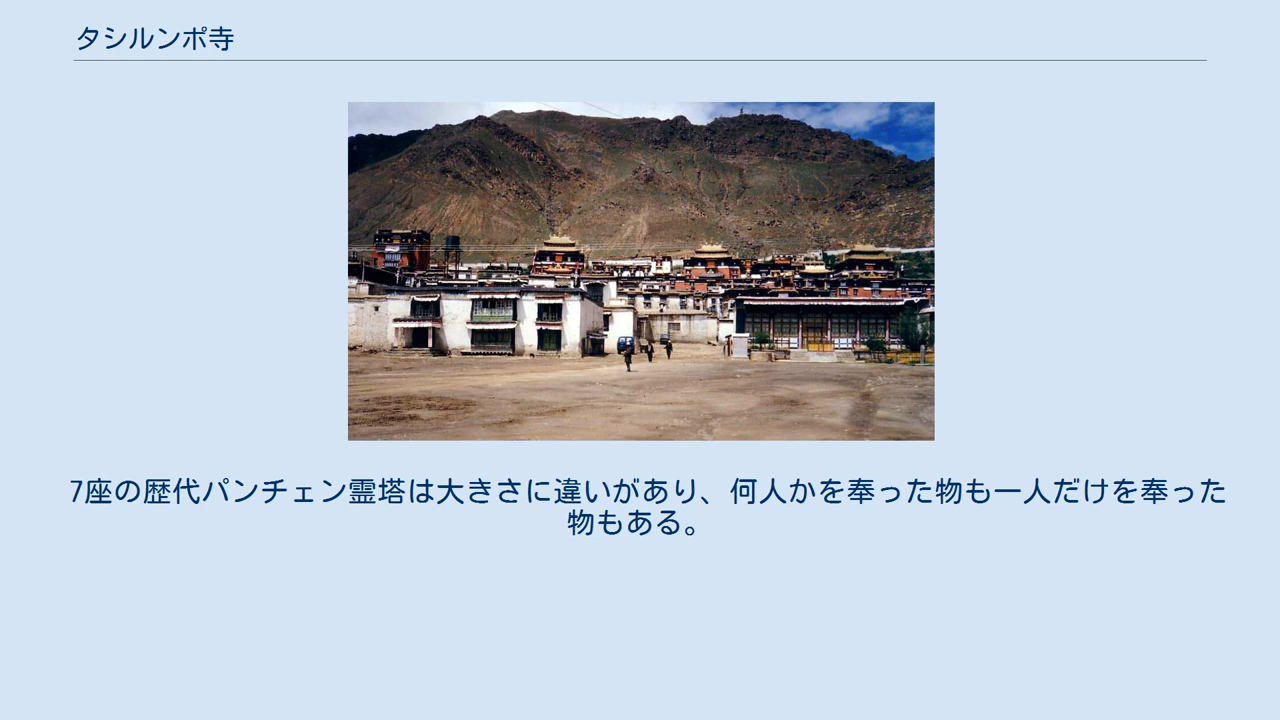 タシルンポ寺
7座の歴代パンチェン霊塔は大きさに違いがあり、何人かを奉った物も一人だけを奉った
物もある。